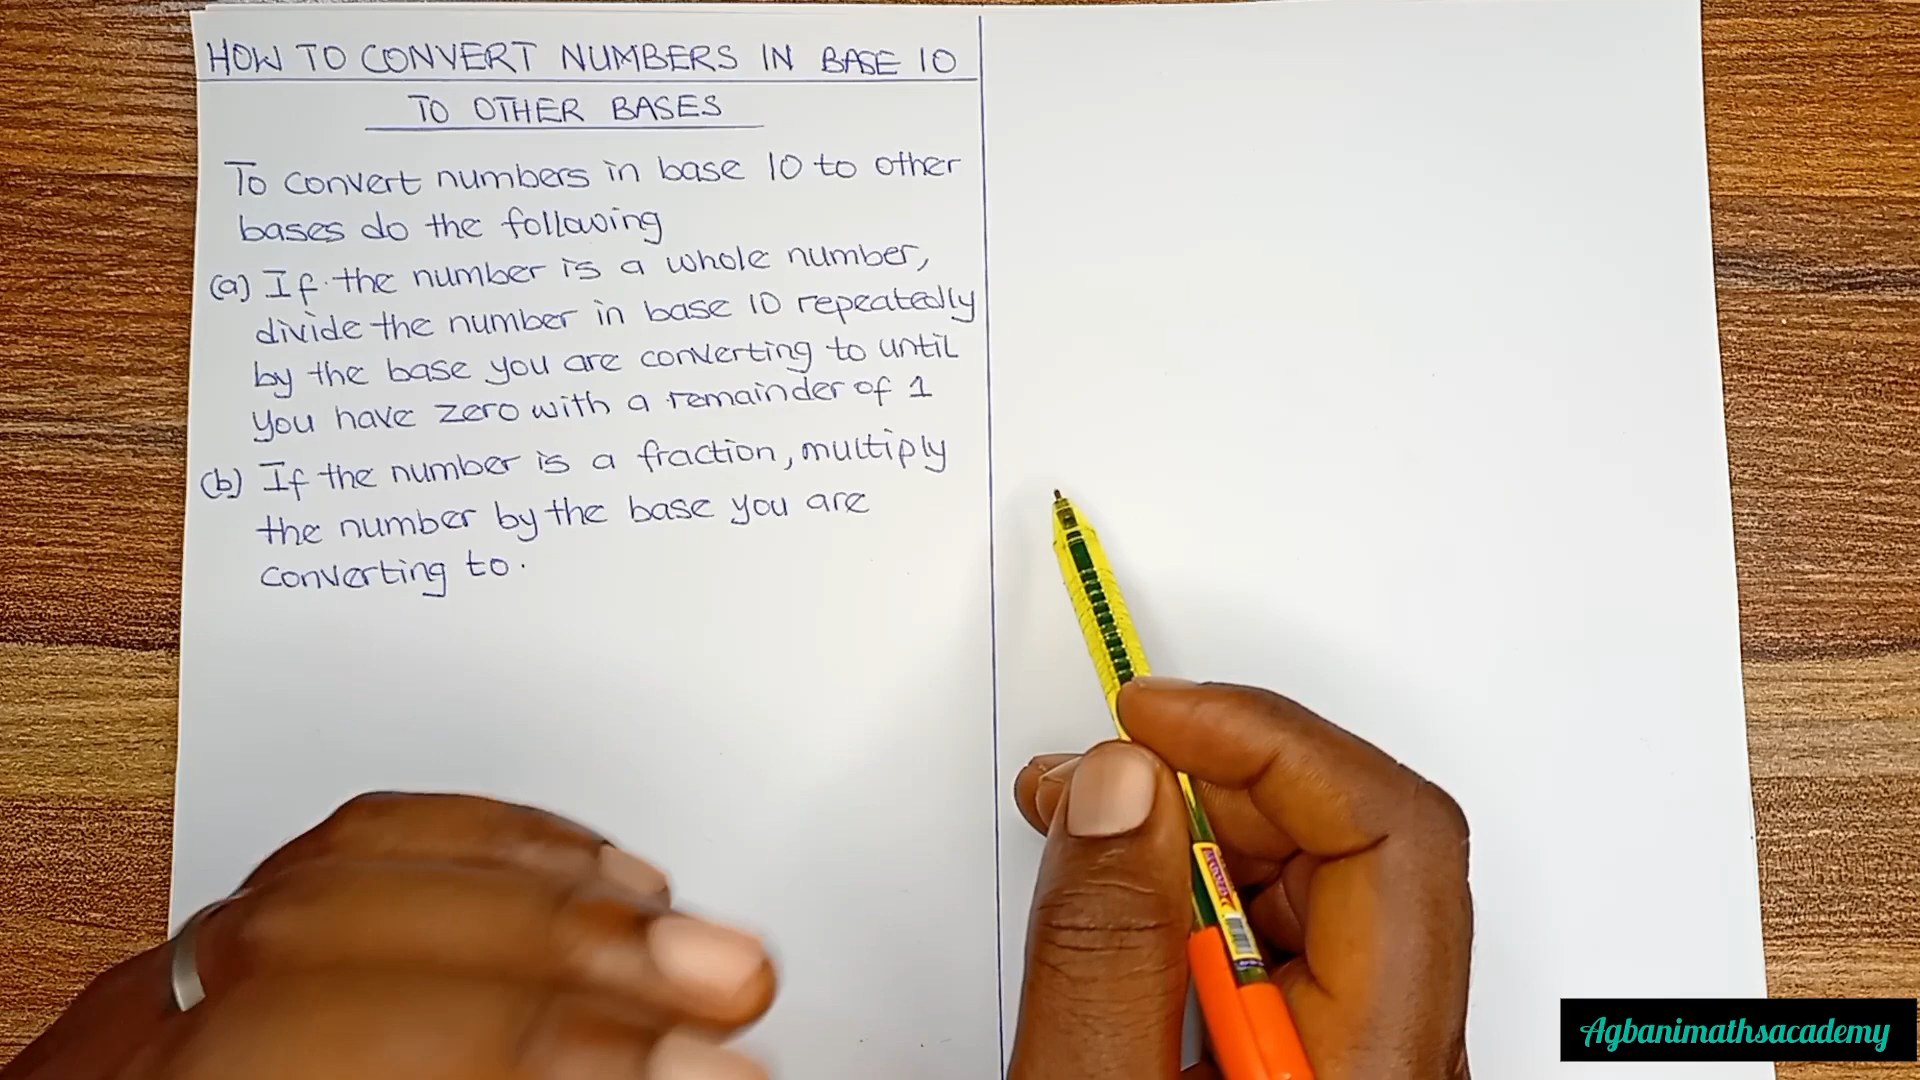 HOW TO CONVERT NUMBERS IN BASE 10
TO OTHER BASES
To convert numbers in base 10 to other
bases do the following
(a) If the number is a whole number,
divide the number in base 10 repeatedly
by the base you are converting to until
you have zero with a remainder of 1
(b) If the number is a fraction, multiply
the number by the base you are
converting to.
Agbanimathsacademy